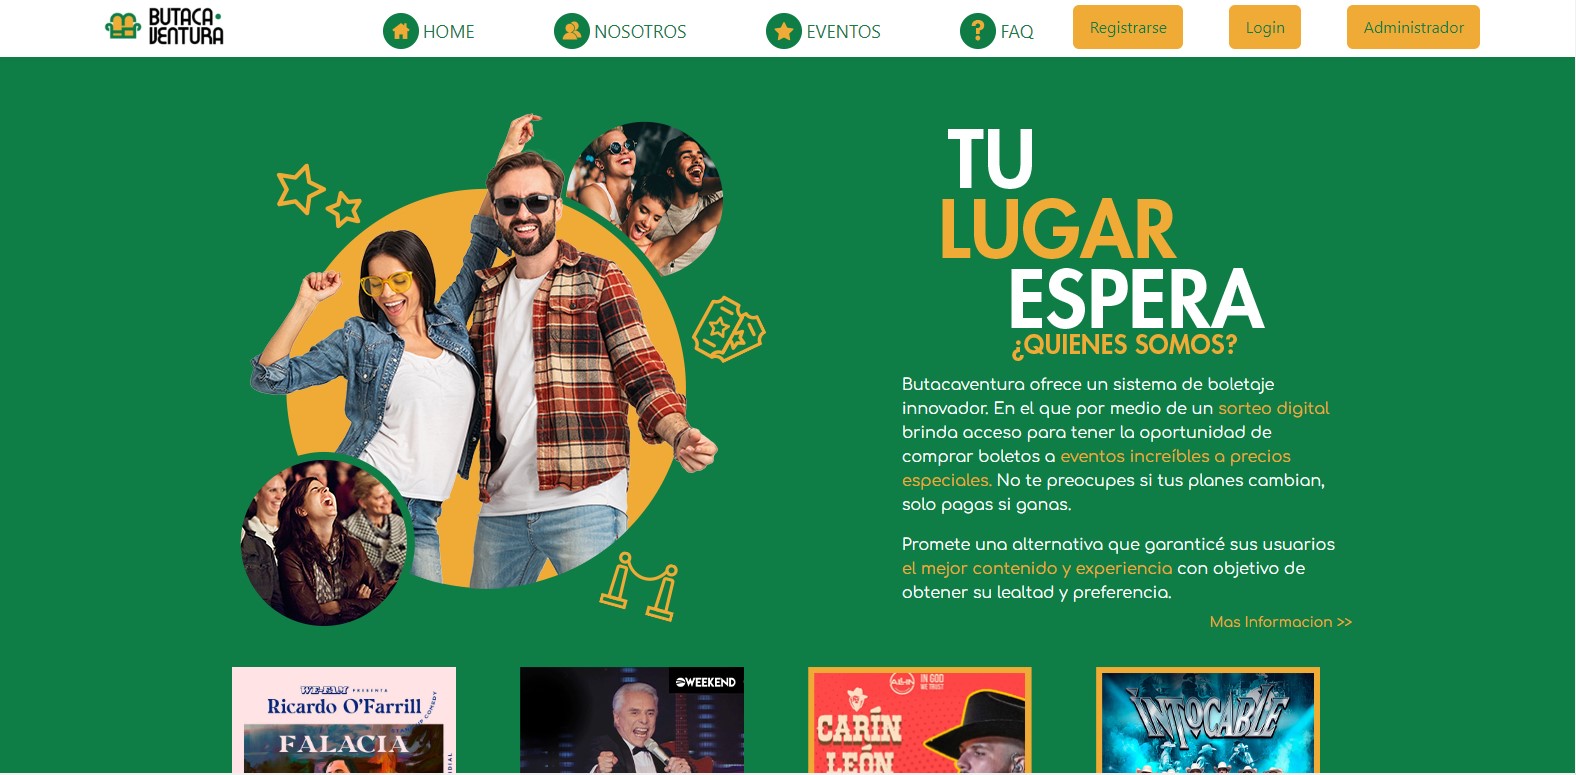 BUTACA
VENTURA
HOME
NOSOTROS
EVENTOS
? FAQ
Registrarse
Login
Administrador
TU
LUGAR
ESPERA
¿QUIENES SOMOS?
Butacaventura ofrece un sistema de boletaje
innovador. En el que por medio de un sorteo digital
brinda acceso para tener la oportunidad de
comprar boletos a eventos increíbles a precios
especiales. No te preocupes si tus planes cambian,
solo pagas si ganas.
Promete una alternativa que garanticé sus usuarios
el mejor contenido y experiencia con objetivo de
obtener su lealtad y preferencia.
Mas Informacion >>
WE-FAM PRESENTA
Ricardo O'Farrill
COMEDY
FALACIA
WEEKEND
IN GOD
WE TRUST
CARÍN
LEÓN
INTOCABLE